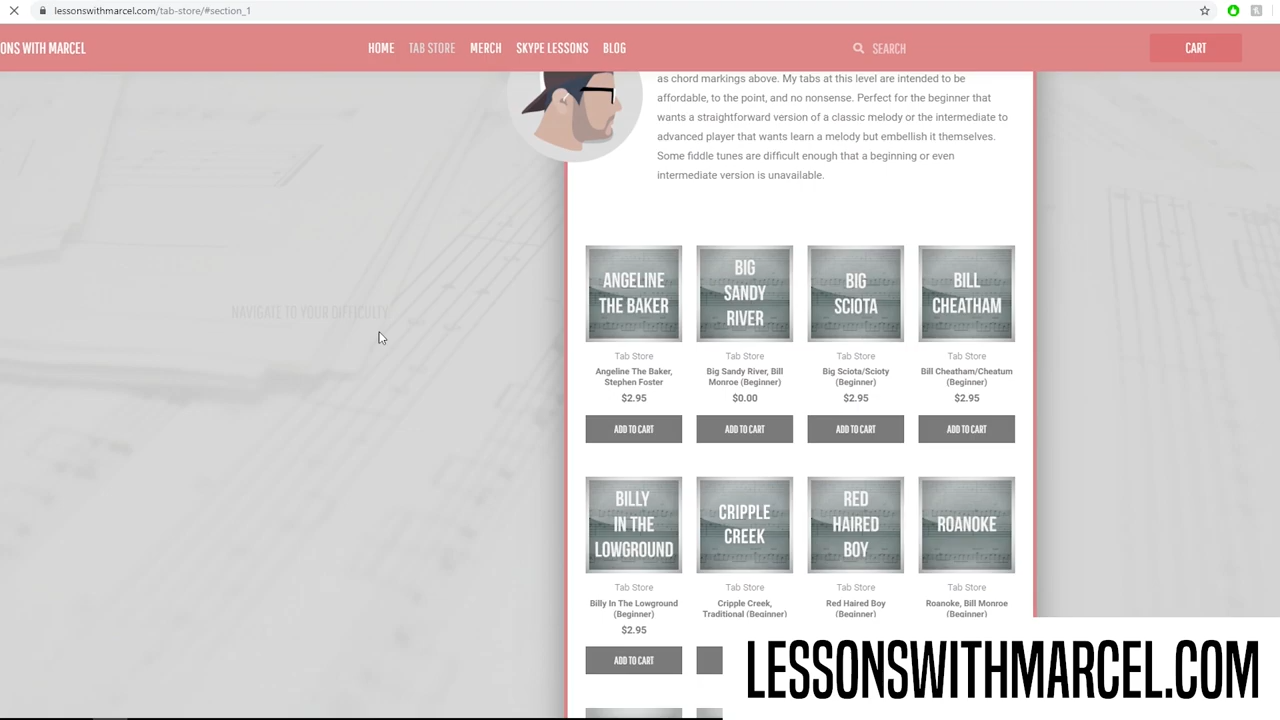 lessonswithmarcel.com/tab-store/#section_1
ONS WITH MARCEL
HOME
TAB STORE
MERCH
SKYPE LESSONS
BLOG
SEARCH
CART
as chord markings above. My tabs at this level are intended to be
affordable, to the point, and no nonsense. Perfect for the beginner that
wants a straightforward version of a classic melody or the intermediate to
advanced player that wants learn a melody but embellish it themselves.
Some fiddle tunes are difficult enough that a beginning or even
intermediate version is unavailable.
NAVIGATE TO YOUR DIFFICULTY
ANGELINE
THE BAKER
Tab Store
Angeline The Baker,
Stephen Foster
$2.95
ADD TO CART
BIG
SANDY
RIVER
Tab Store
Big Sandy River, Bill
Monroe (Beginner)
$0.00
ADD TO CART
BIG
SCIOTA
Tab Store
Big Sciota/Scioty
(Beginner)
$2.95
ADD TO CART
BILL
CHEATHAM
Tab Store
Bill Cheatham/Cheatum
(Beginner)
$2.95
ADD TO CART
BILLY
IN THE
LOWGROUND
Tab Store
Billy In The Lowground
(Beginner)
$2.95
ADD TO CART
CRIPPLE
CREEK
Tab Store
Cripple Creek,
Traditional (Beginner)
RED
HAIRED
BOY
Tab Store
Red Haired Boy
(Beginner)
ROANOKE
Tab Store
Roanoke, Bill Monroe
(Beginner)
LESSONSWITHMARCEL.COM